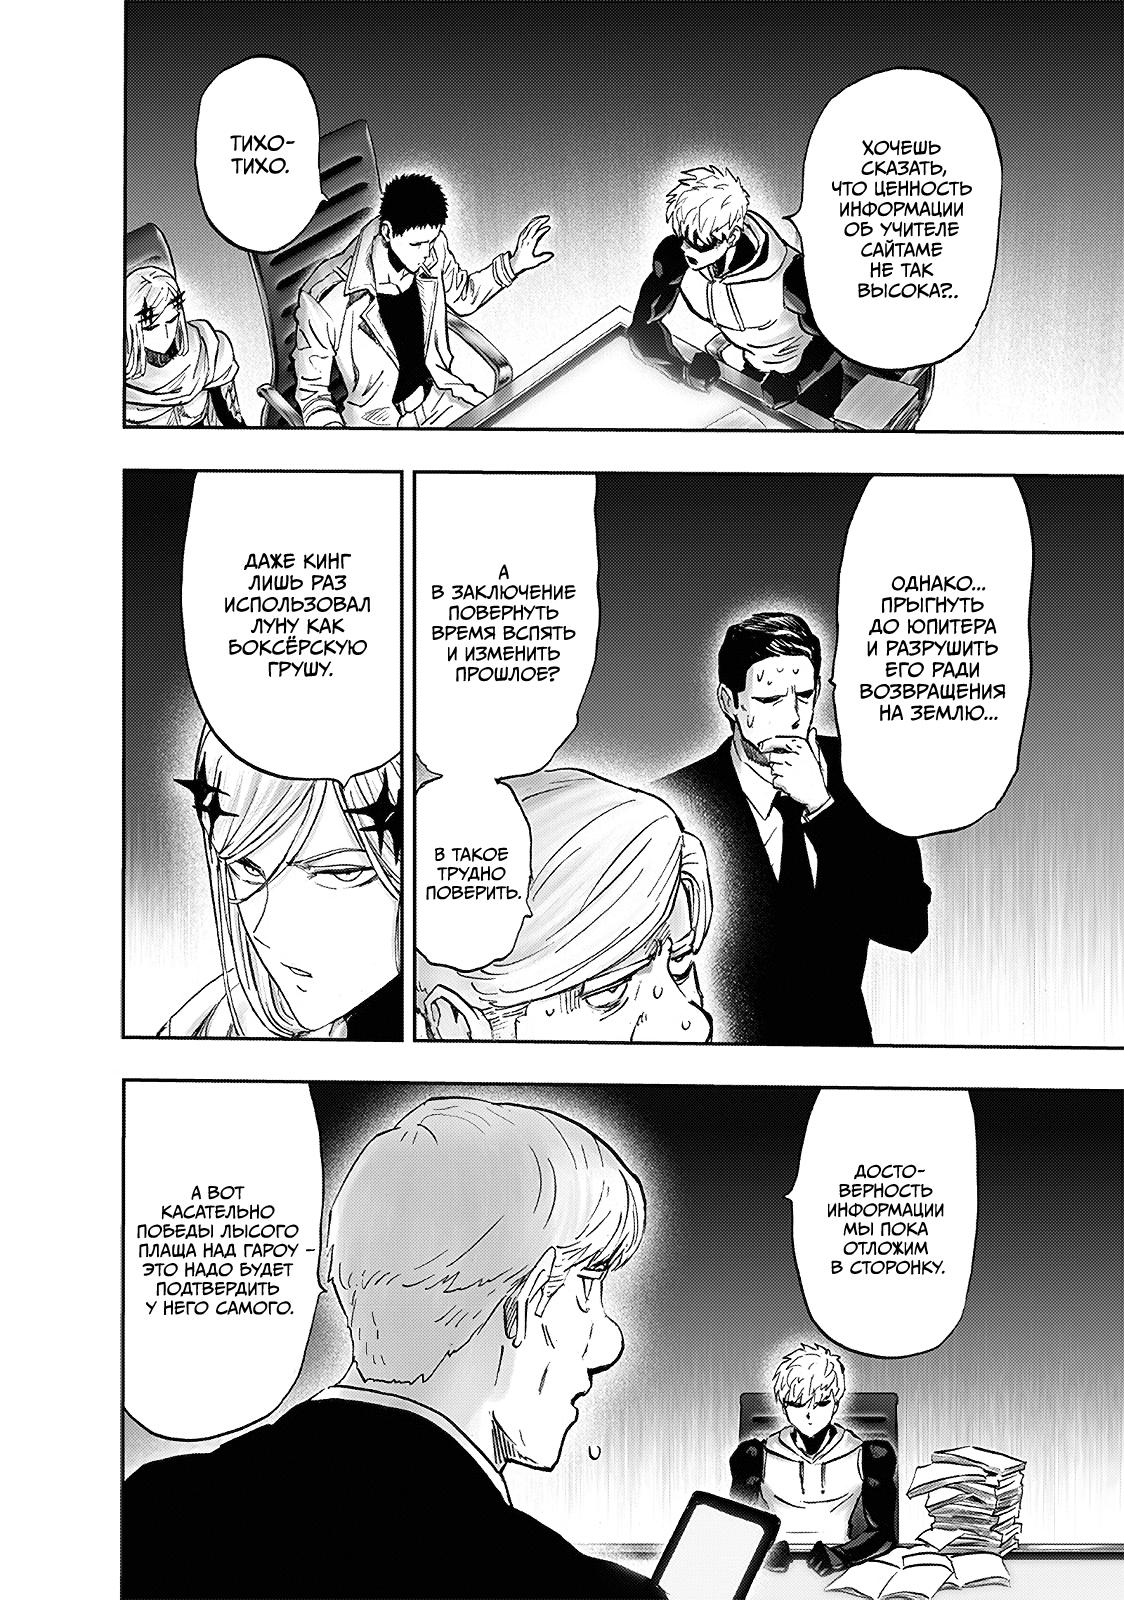 ХОЧЕШЬ
СКАЗАТЬ,
ЧТО ЦЕННОСТЬ
ИНФОРМАЦИИ
ОБ УЧИТЕЛЕ
САЙТАМЕ
НЕ ТАК
ВЫСОКА?..
ТИХО-
ТИХО.
ОДНАКО...
ПРЫГНУТЬ
ДО ЮПИТЕРА
И РАЗРУШИТЬ
ЕГО РАДИ
ВОЗВРАЩЕНИЯ
НА ЗЕМЛЮ...
А
В ЗАКЛЮЧЕНИЕ
ПОВЕРНУТЬ
ВРЕМЯ ВСПЯТЬ
И ИЗМЕНИТЬ
ПРОШЛОЕ?
В ТАКОЕ
ТРУДНО
ПОВЕРИТЬ.
ДАЖЕ КИНГ
ЛИШЬ РАЗ
ИСПОЛЬЗОВАЛ
ЛУНУ КАК
БОКСЁРСКУЮ
ГРУШУ.
ДОСТО-
ВЕРНОСТЬ
ИНФОРМАЦИИ
МЫ ПОКА
ОТЛОЖИМ
В СТОРОНКУ.
А ВОТ
КАСАТЕЛЬНО
ПОБЕДЫ ЛЫСОГО
ПЛАЩА НАД ГАРОУ -
ЭТО НАДО БУДЕТ
ПОДТВЕРДИТЬ
У НЕГО САМОГО.